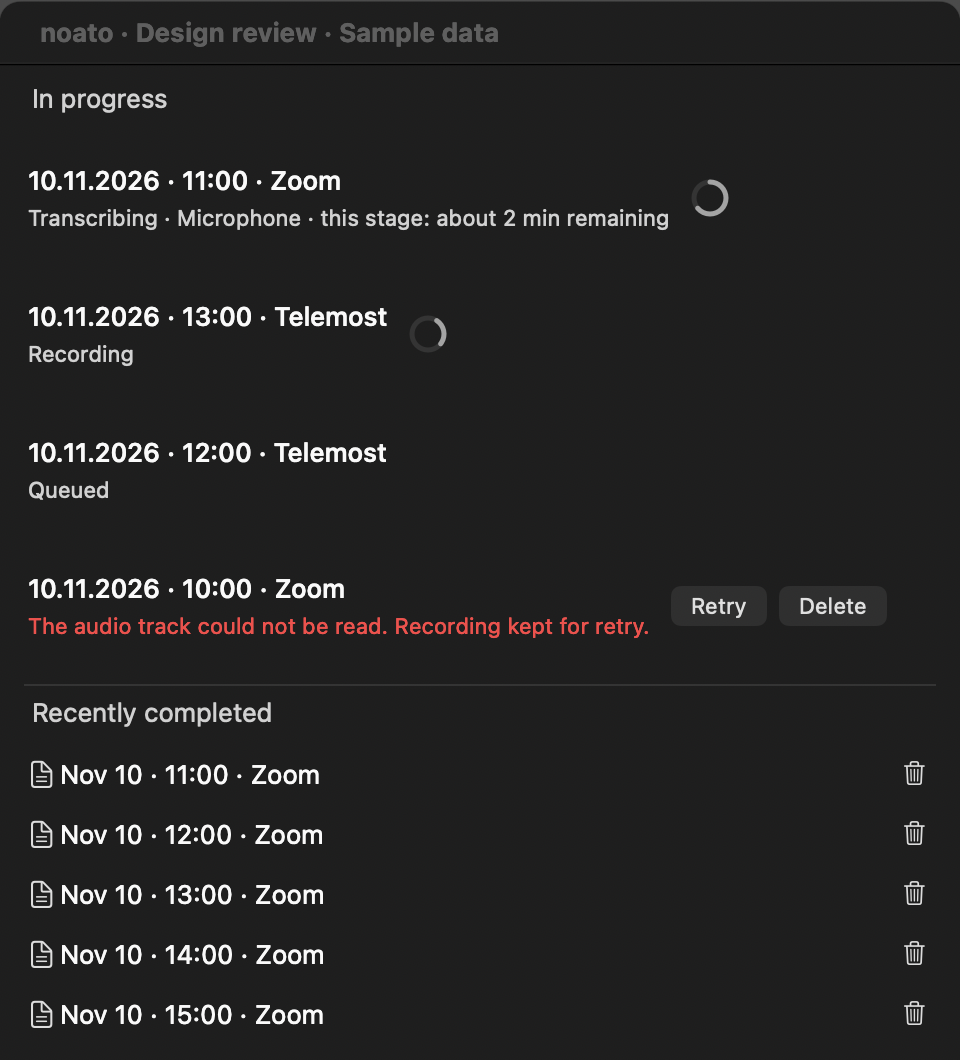 noato · Design review · Sample data
In progress
10.11.2026 · 11:00 · Zoom
Transcribing · Microphone · this stage: about 2 min remaining
10.11.2026 · 13:00 · Telemost
Recording
10.11.2026 · 12:00 · Telemost
Queued
10.11.2026 · 10:00 · Zoom
The audio track could not be read. Recording kept for retry.
Retry
Delete
Recently completed
Nov 10 · 11:00 · Zoom
Nov 10 · 12:00 · Zoom
Nov 10 · 13:00 · Zoom
Nov 10 · 14:00 · Zoom
Nov 10 · 15:00 · Zoom